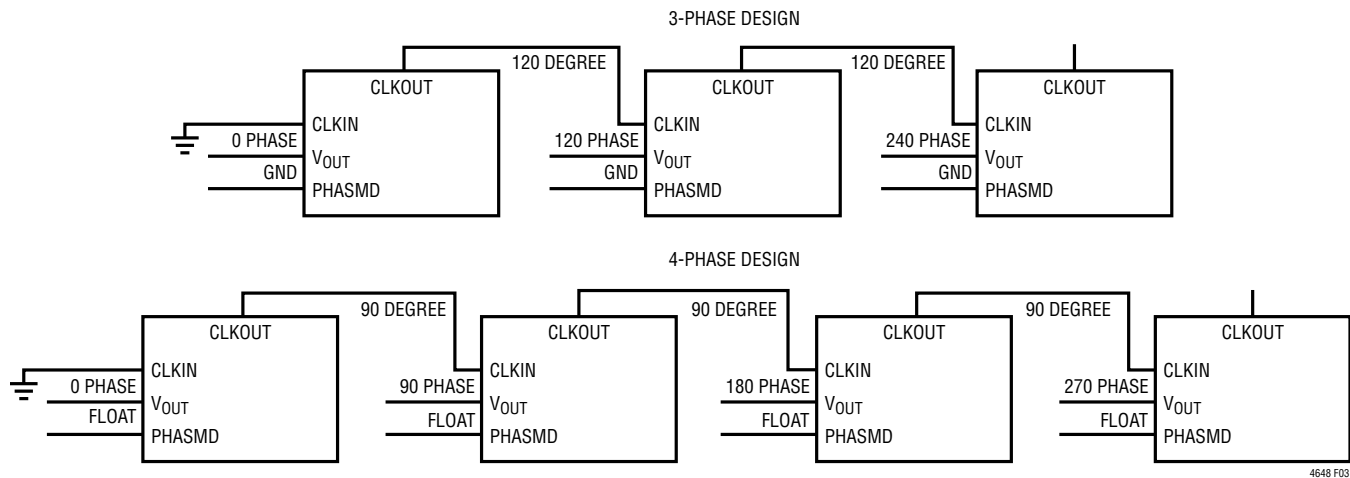 3-PHASE DESIGN
120 DEGREE
120 DEGREE
CLKOUT
CLKIN
0 PHASE
VOUT
GND
PHASMD
CLKOUT
CLKIN
120 PHASE
VOUT
GND
PHASMD
CLKOUT
CLKIN
240 PHASE
VOUT
GND
PHASMD
4-PHASE DESIGN
90 DEGREE
90 DEGREE
90 DEGREE
CLKOUT
CLKIN
0 PHASE
VOUT
FLOAT
PHASMD
CLKOUT
CLKIN
90 PHASE
VOUT
FLOAT
PHASMD
CLKOUT
CLKIN
180 PHASE
VOUT
FLOAT
PHASMD
CLKOUT
CLKIN
270 PHASE
VOUT
FLOAT
PHASMD
4648 F03